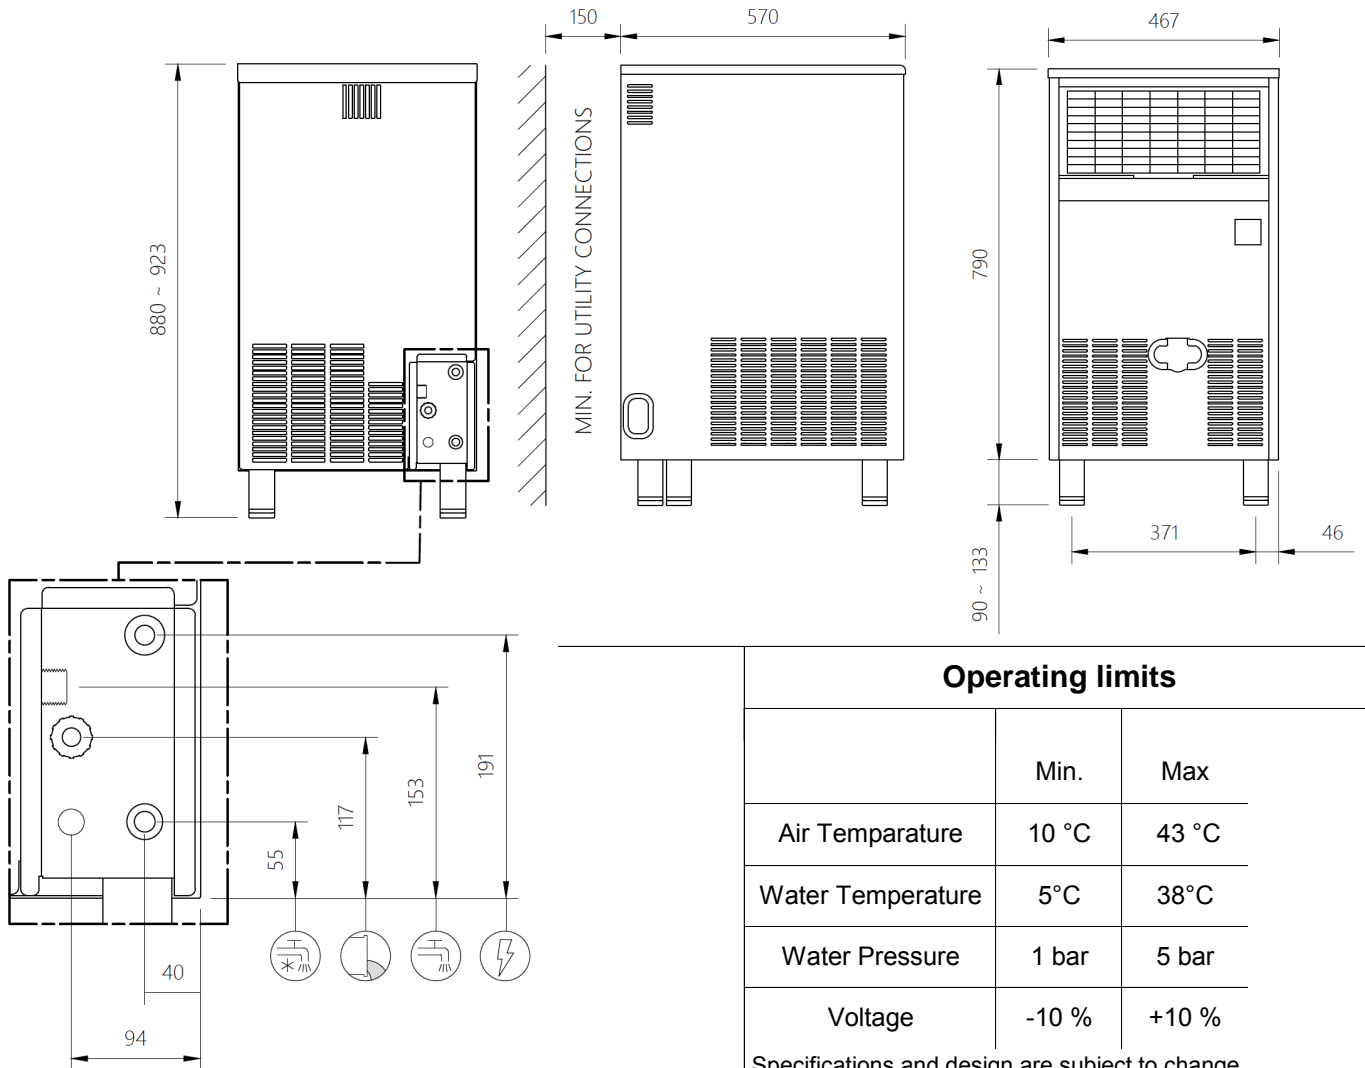 150
570
467
880 ~ 923
MIN. FOR UTILITY CONNECTIONS
790
371
46
90 ~ 133
191
153
117
55
40
94
Operating limits
Min. Max
Air Temparature 10 °C 43 °C
Water Temperature 5°C 38°C
Water Pressure 1 bar 5 bar
Voltage -10 % +10 %
Specifications and design are subject to change